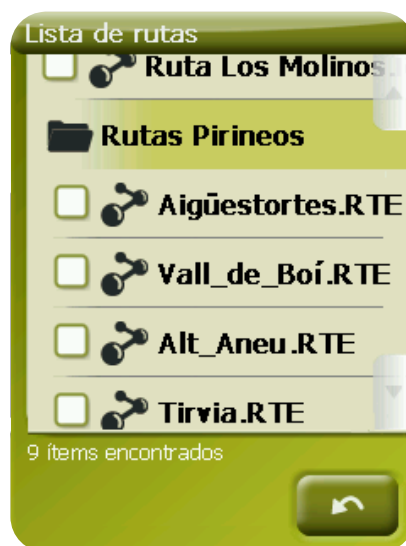 Lista de rutas
Ruta Los Molinos.
Rutas Pirineos
Aigüestortes.RTE
Vall_de_Boí.RTE
Alt_Aneu.RTE
Tirvia.RTE
9 ítems encontrados